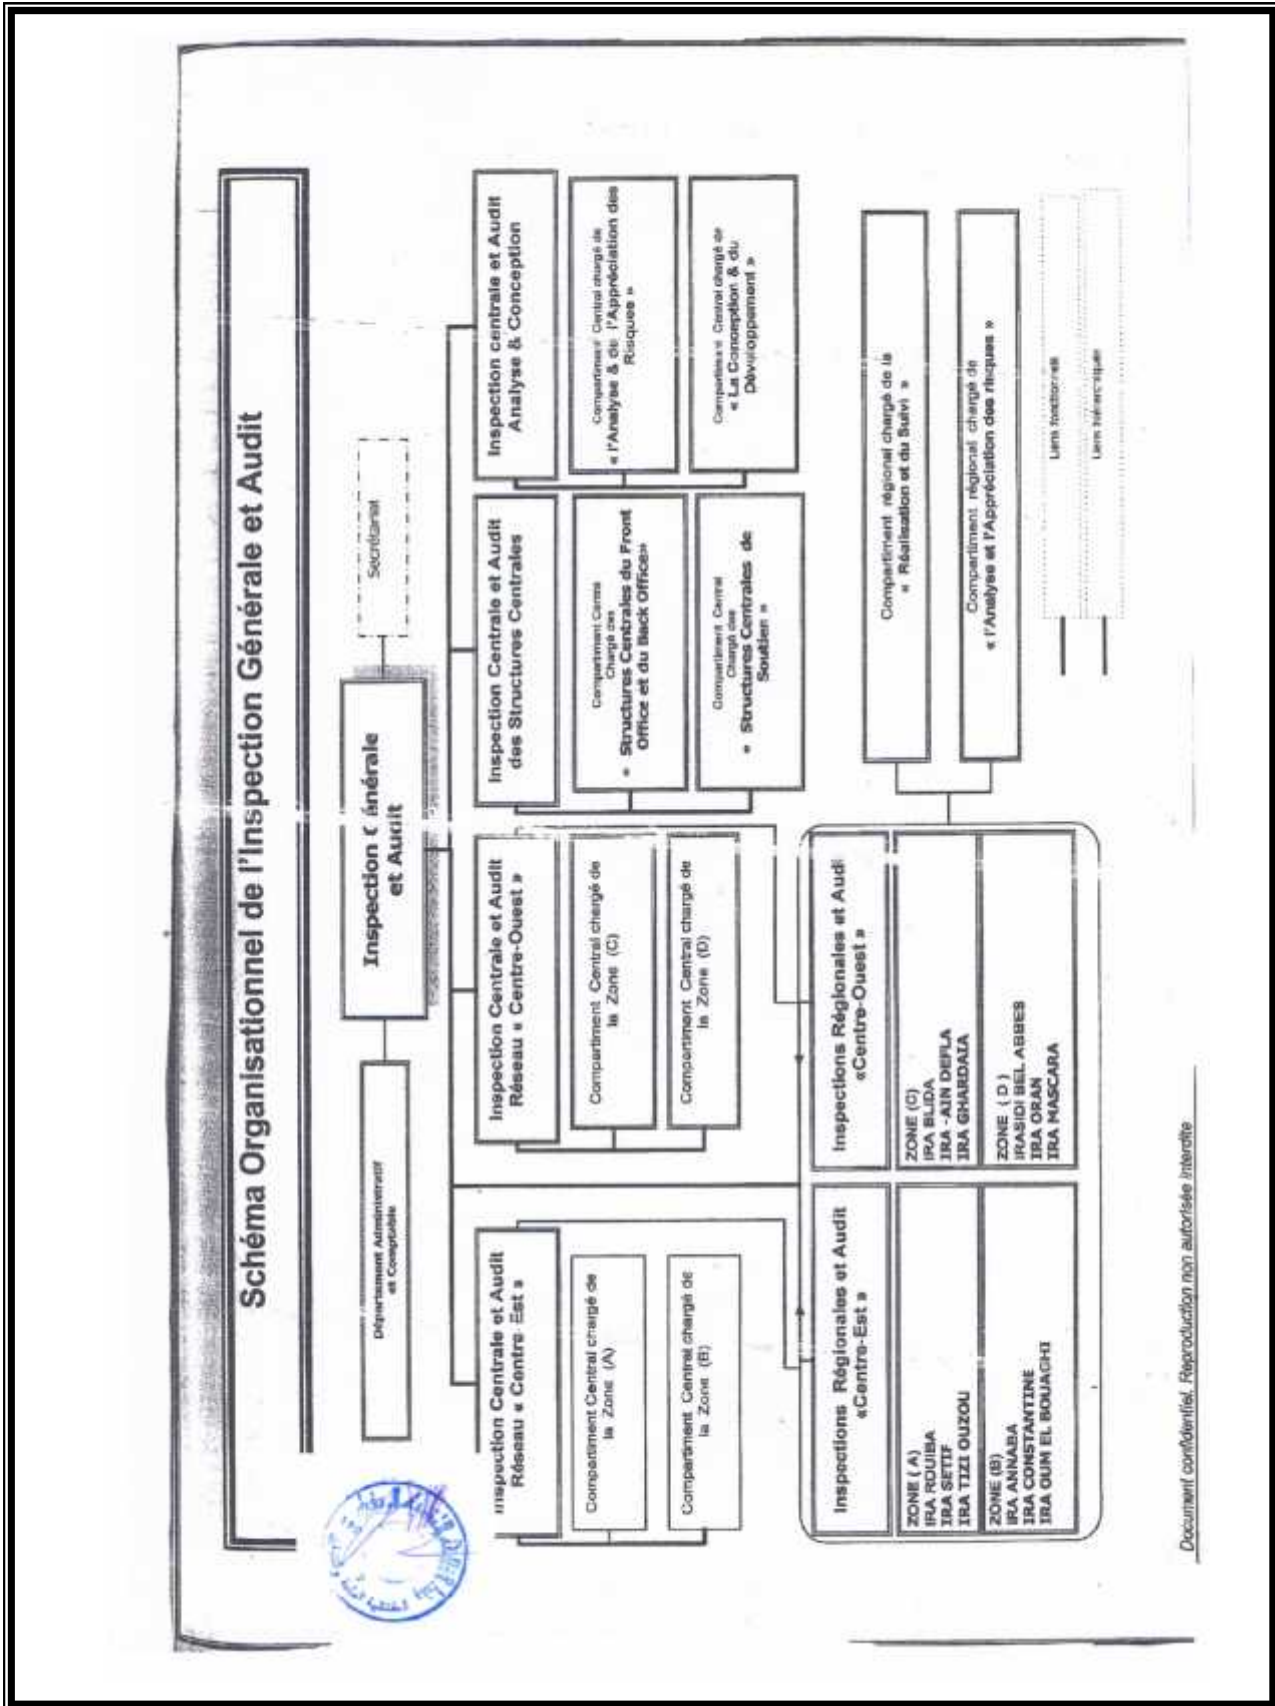 Schéma Organisationnel de l'Inspection Générale et Audit
Inspection Générale
et Audit
Secrétariat
Département Administratif
et Comptable
Inspection Centrale et Audit
Réseau « Centre Est »
Compartiment Central chargé de
la Zone (A)
Compartiment Central chargé de
la Zone (B)
Inspection Centrale et Audit
Réseau « Centre-Ouest »
Compartiment Central chargé de
la Zone (C)
Compartiment Central chargé de
la Zone (D)
Inspection Centrale et Audit
des Structures Centrales
Compartiment Central
Chargé des
« Structures Centrales du Front
Office et du Back Office»
Compartiment Central
Chargé des
« Structures Centrales de
Soutien »
Inspection centrale et Audit
Analyse & Conception
Compartiment Central chargé de
« l'Analyse & de l'Appréciation des
Risques »
Compartiment Central chargé de
« La Conception & du
Développement »
Inspections Régionales et Audit
«Centre-Est »
ZONE ( A)
IRA ROUIBA
IRA SETIF
IRA TIZI OUZOU
ZONE (B)
IRA ANNABA
IRA CONSTANTINE
IRA OUM EL BOUAGHI
Inspections Régionales et Audi
«Centre-Ouest »
ZONE (C)
IRA BLIDA
IRA -AIN DEFLA
IRA GHARDAIA
ZONE ( D )
IRASIDI BEL ABBES
IRA ORAN
IRA MASCARA
Compartiment régional chargé de la
« Réalisation et du Suivi »
Compartiment régional chargé de
« l'Analyse et l'Appréciation des risques »
Liens fonctionnels
Liens hiérarchiques
Document confidentiel. Reproduction non autorisée interdite